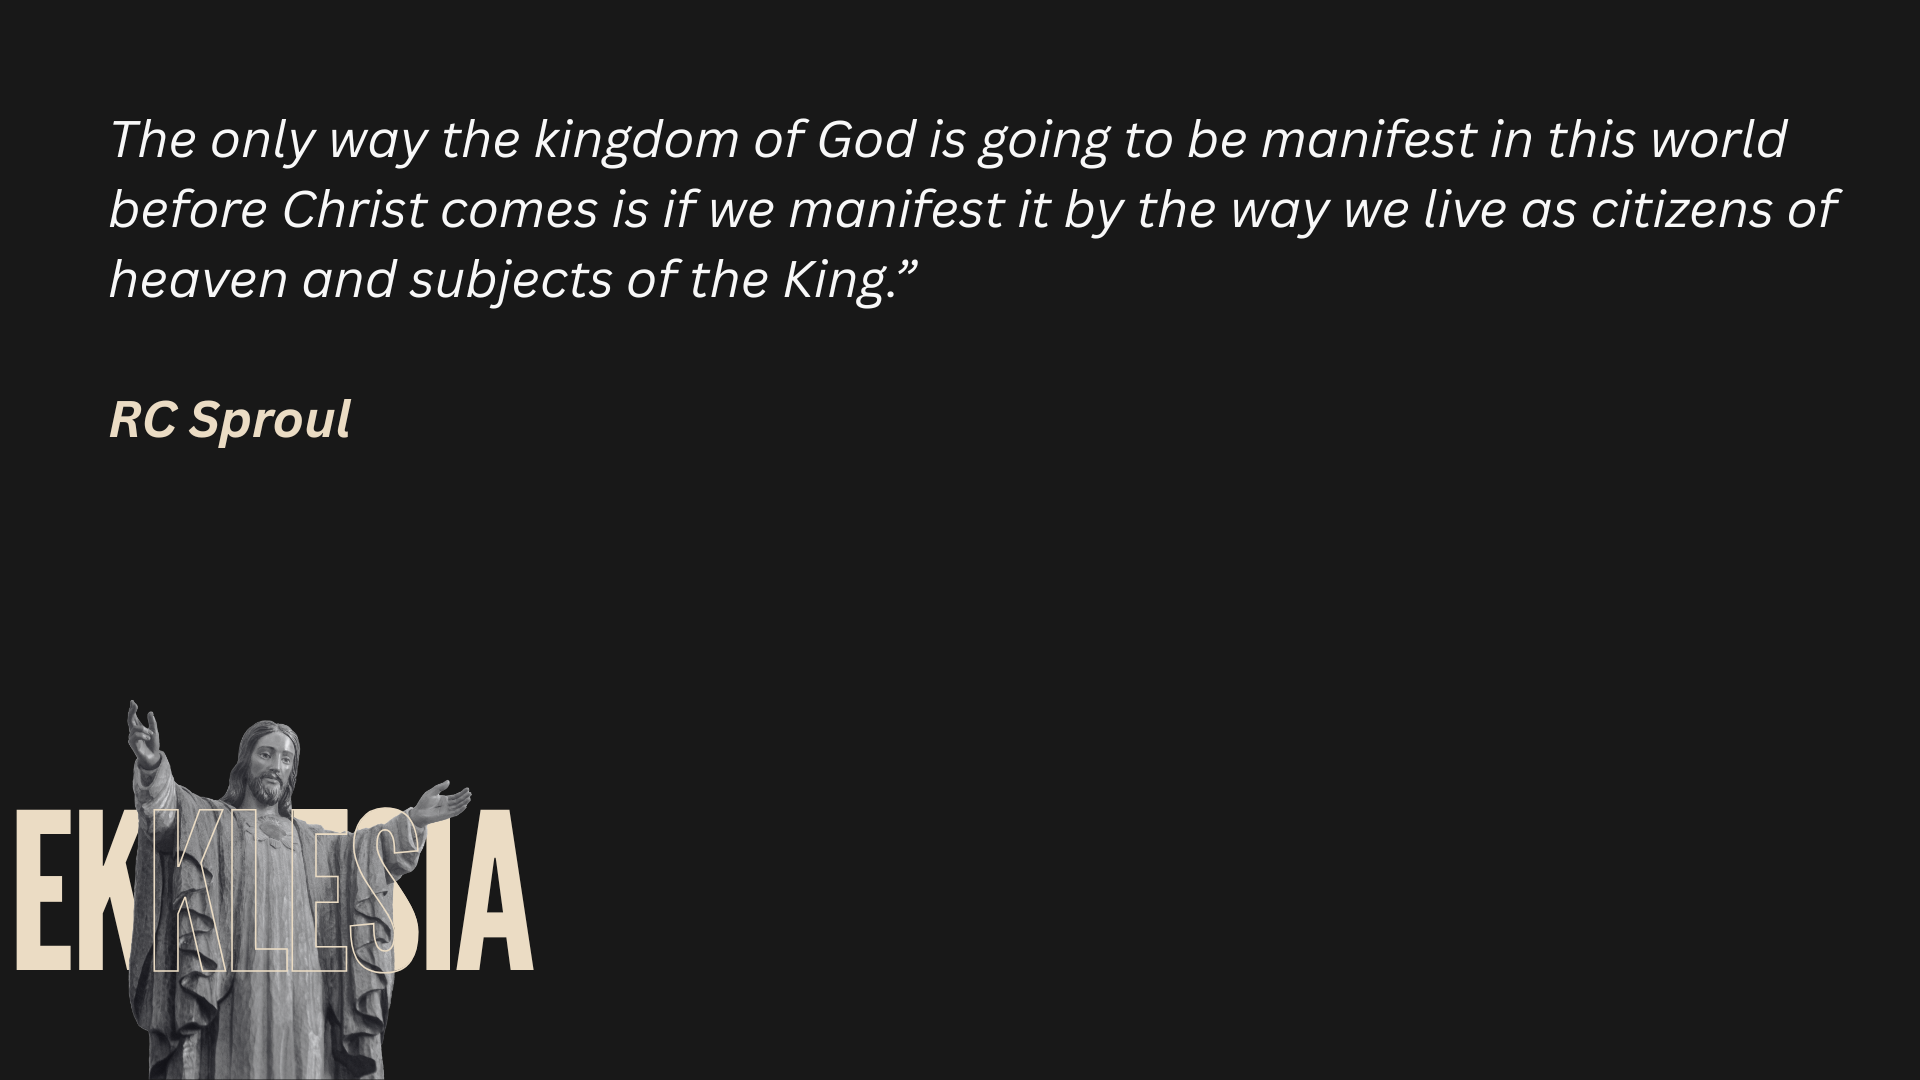 The only way the kingdom of God is going to be manifest in this world
before Christ comes is if we manifest it by the way we live as citizens of
heaven and subjects of the King.”
RC Sproul
EKKLESIA